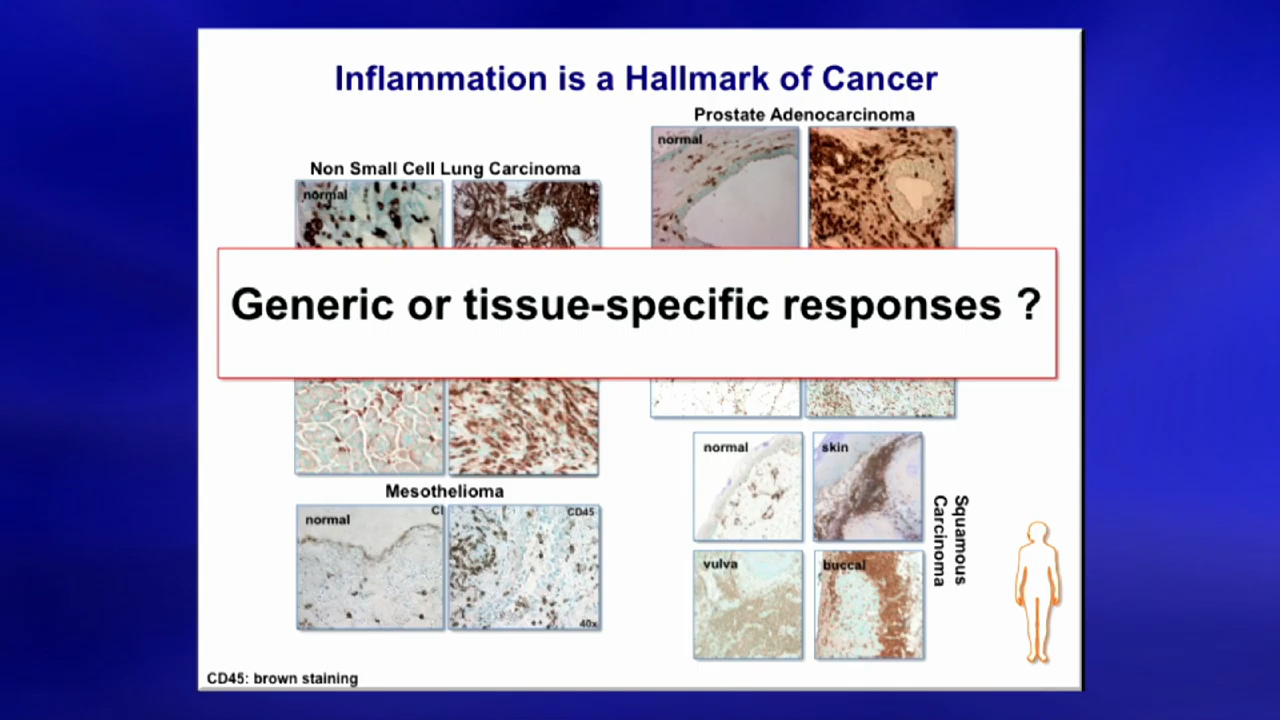 Inflammation is a Hallmark of Cancer
Prostate Adenocarcinoma
normal
Non Small Cell Lung Carcinoma
normal
Generic or tissue-specific responses ?
normal
skin
Mesothelioma
normal
CD45
40x
vulva
buccal
Squamous
Carcinoma
CD45: brown staining